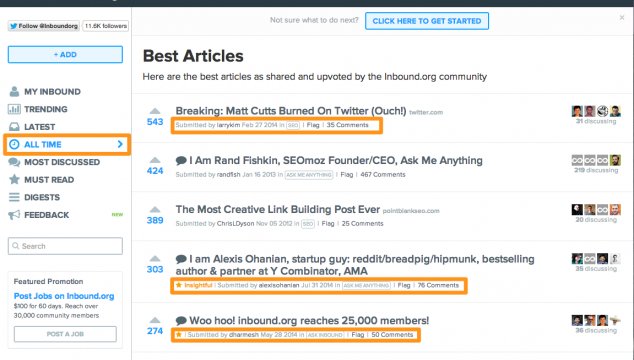 Not sure what to do next? CLICK HERE TO GET STARTED ×
Follow @Inboundorg 11.6K followers
+ ADD
MY INBOUND
TRENDING
LATEST
ALL TIME
MOST DISCUSSED
MUST READ
DIGESTS
FEEDBACK NEW
Search
Featured Promotion
Post Jobs on Inbound.org
$100 for 60 days. Reach over
30,000 community members
POST A JOB
Best Articles
Here are the best articles as shared and upvoted by the Inbound.org community
543 Breaking: Matt Cutts Burned On Twitter (Ouch!) twitter.com
Submitted by larrykim Feb 27 2014 in SEO | Flag | 35 Comments
31 discussing
424 I Am Rand Fishkin, SEOmoz Founder/CEO, Ask Me Anything
Submitted by randfish Jan 16 2013 in ASK ME ANYTHING | Flag | 467 Comments
219 discussing
389 The Most Creative Link Building Post Ever pointblankseo.com
Submitted by ChrisLDyson Nov 05 2012 in SEO | Flag | 25 Comments
20 discussing
303 I am Alexis Ohanian, startup guy: reddit/breadpig/hipmunk, bestselling
author & partner at Y Combinator, AMA
Insightful | Submitted by alexisohanian Jul 31 2014 in ASK ME ANYTHING | Flag | 76 Comments
35 discussing
274 Woo hoo! inbound.org reaches 25,000 members!
| Submitted by dharmesh May 28 2014 in ASK INBOUND | Flag | 50 Comments
36 discussing